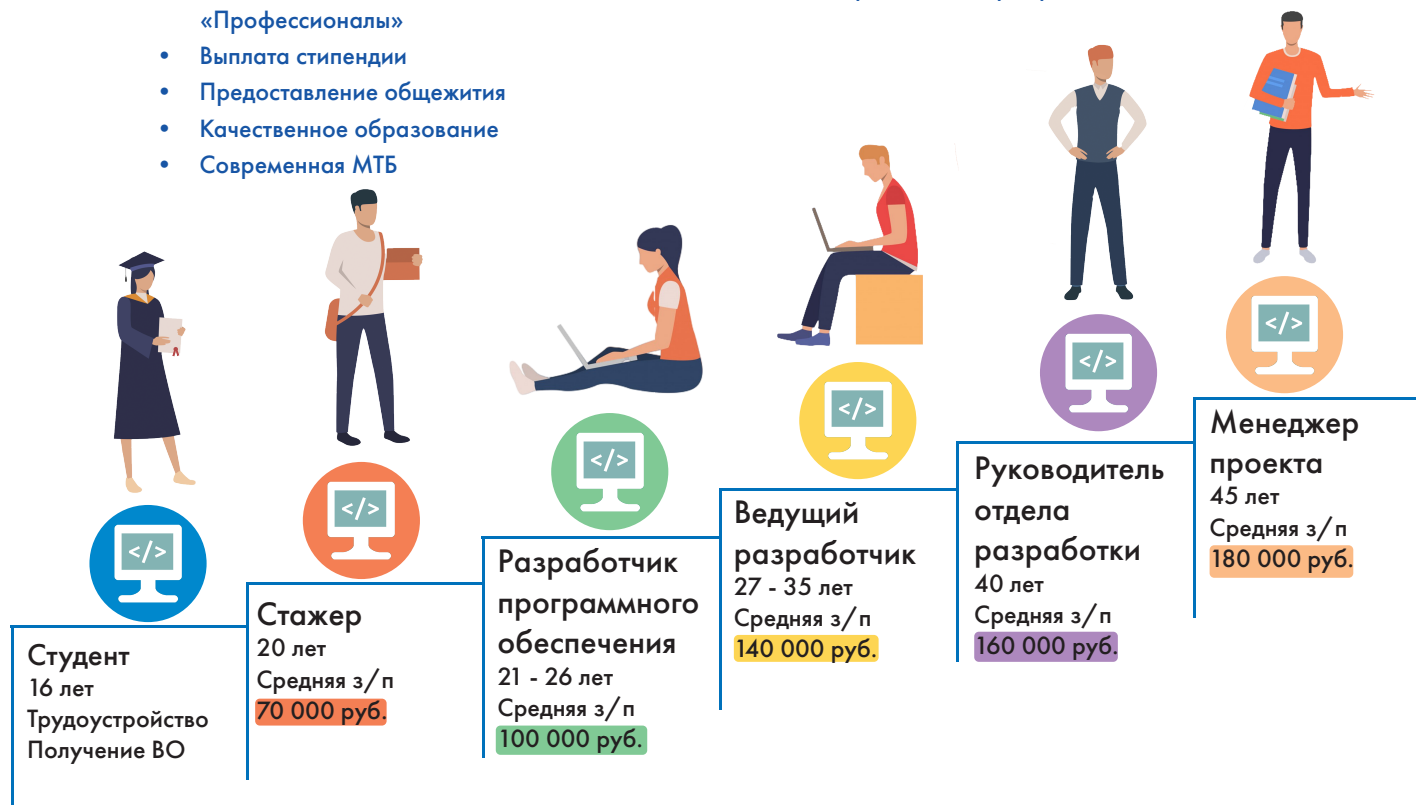 «Профессионалы»
• Выплата стипендии
• Предоставление общежития
• Качественное образование
• Современная МТБ
</>
</>
</>
</>
</>
</>
Студент
16 лет
Трудоустройство
Получение ВО
Стажер
20 лет
Средняя з/п
70 000 руб.
Разработчик
программного
обеспечения
21 - 26 лет
Средняя з/п
100 000 руб.
Ведущий
разработчик
27 - 35 лет
Средняя з/п
140 000 руб.
Руководитель
отдела
разработки
40 лет
Средняя з/п
160 000 руб.
Менеджер
проекта
45 лет
Средняя з/п
180 000 руб.